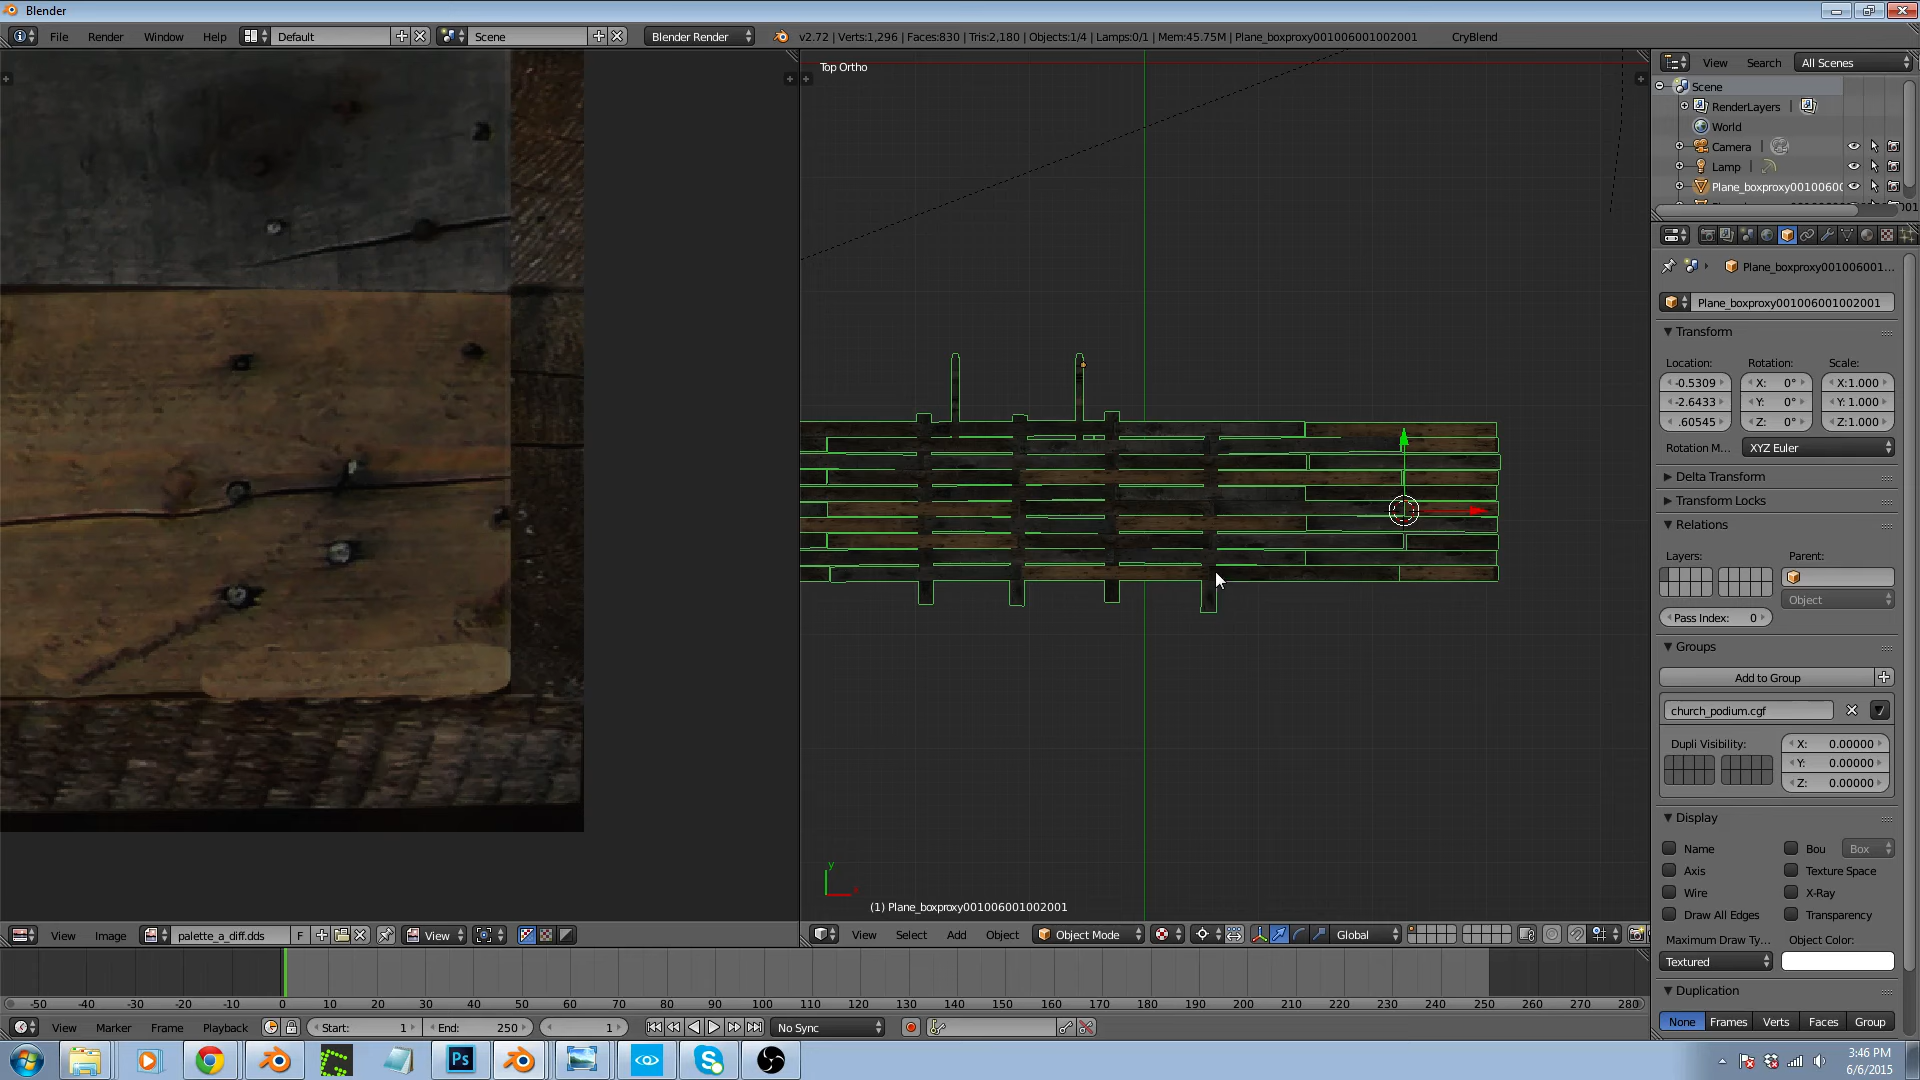 Blender
File Render Window Help Default Scene Blender Render v2.72 | Verts:1,296 | Faces:830 | Tris:2,180 | Objects:1/4 | Lamps:0/1 | Mem:45.75M | Plane_boxproxy001006001002001 CryBlend
Top Ortho
View Search All Scenes
Scene
RenderLayers
World
Camera
Lamp
Plane_boxproxy0010060
Plane_boxproxy001006001...
Plane_boxproxy001006001002001
Transform
Location: Rotation: Scale:
-0.5309 X: 0° X:1.000
-2.6433 Y: 0° Y: 1.000
.60545 Z: 0° Z:1.000
Rotation M... XYZ Euler
Delta Transform
Transform Locks
Relations
Layers: Parent:
Object
Pass Index: 0
Groups
Add to Group
church_podium.cgf
Dupli Visibility: X: 0.00000
Y: 0.00000
Z: 0.00000
Display
Name Bou Box
Axis Texture Space
Wire X-Ray
Draw All Edges Transparency
Maximum Draw Ty... Object Color:
Textured
Duplication
None Frames Verts Faces Group
y
(1) Plane_boxproxy001006001002001
View Image palette_a_diff.dds F View
View Select Add Object Object Mode Global
-50 -40 -30 -20 -10 0 10 20 30 40 50 60 70 80 90 100 110 120 130 140 150 160 170 180 190 200 210 220 230 240 250 260 270 280
View Marker Frame Playback Start: 1 End: 250 1 No Sync
Ps
3:46 PM
6/6/2015